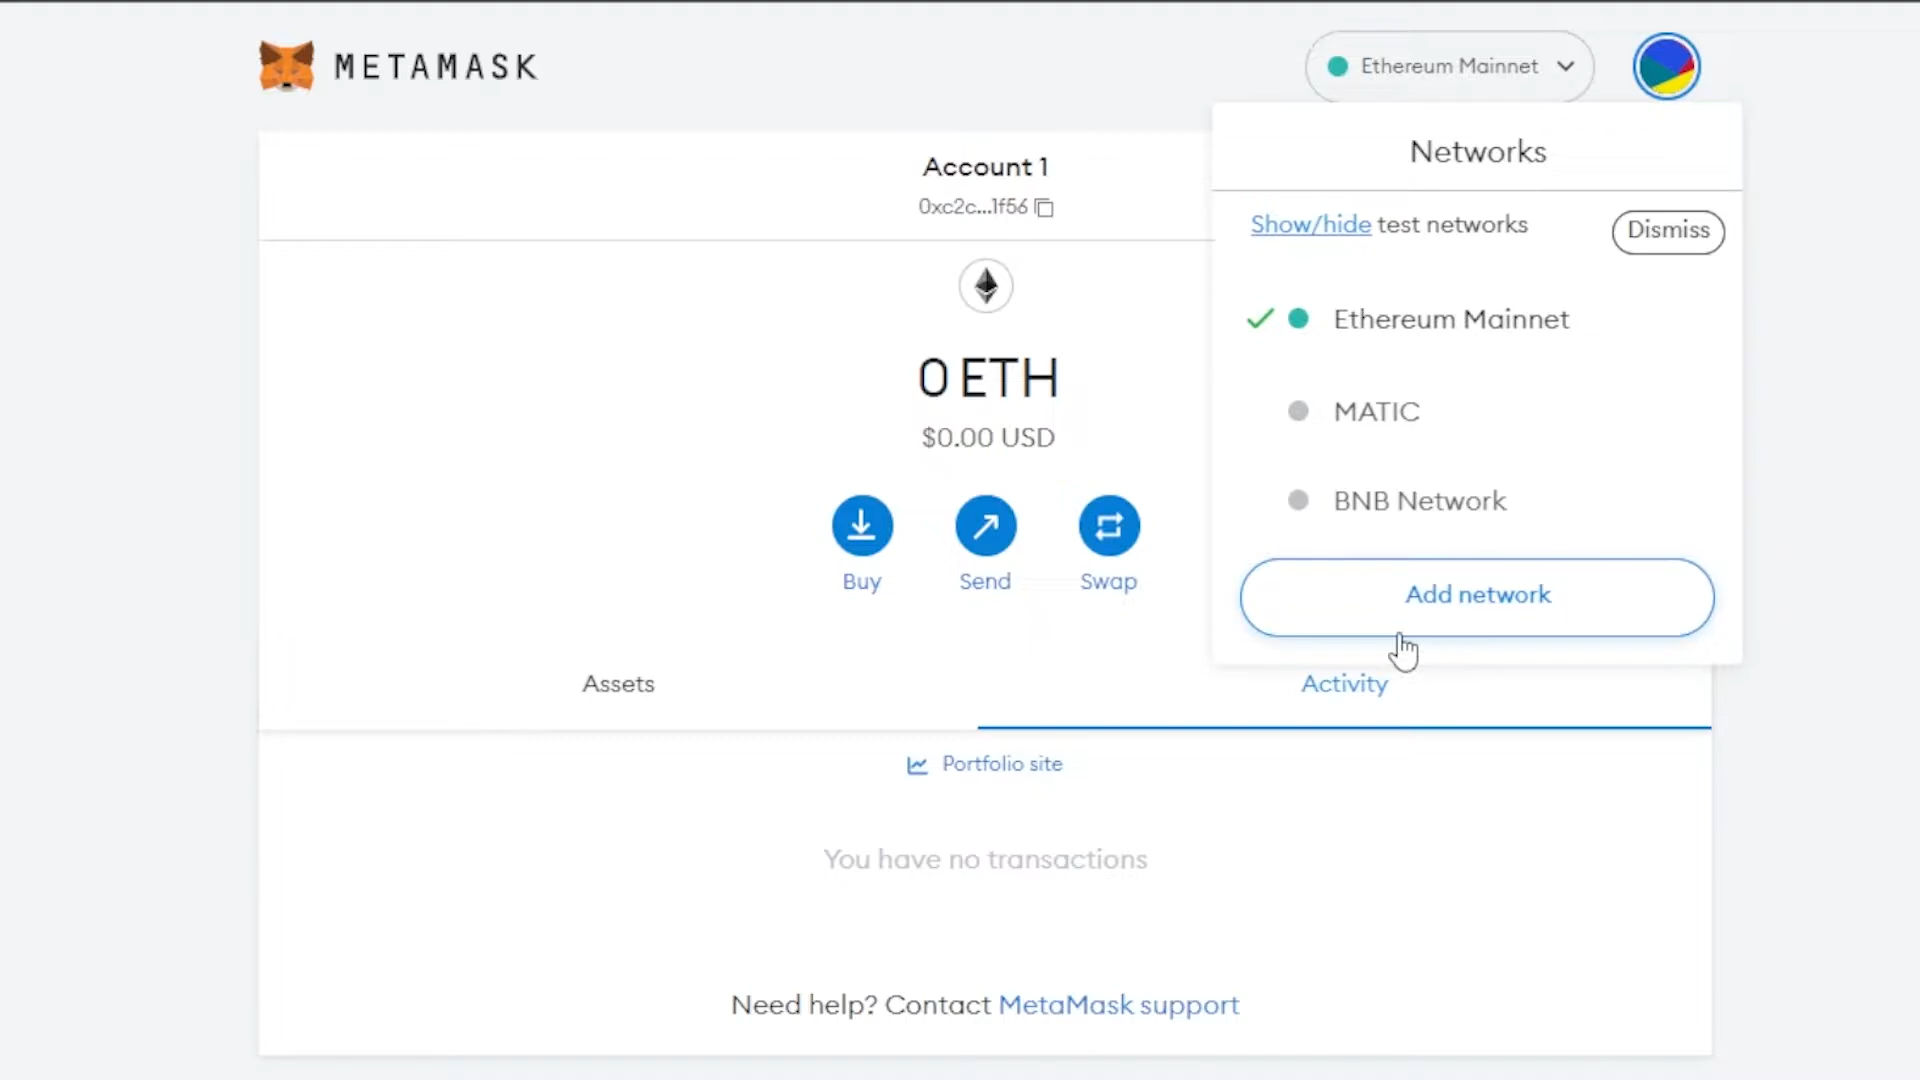 METAMASK
Ethereum Mainnet
Account 1
0xc2c...1f56
0 ETH
$0.00 USD
Buy
Send
Swap
Networks
Show/hide test networks
Dismiss
Ethereum Mainnet
MATIC
BNB Network
Add network
Assets
Activity
Portfolio site
You have no transactions
Need help? Contact MetaMask support